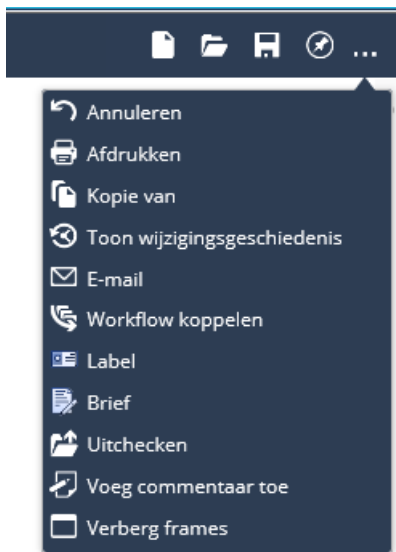 ...
Annuleren
Afdrukken
Kopie van
Toon wijzigingsgeschiedenis
E-mail
Workflow koppelen
Label
Brief
Uitchecken
Voeg commentaar toe
Verberg frames